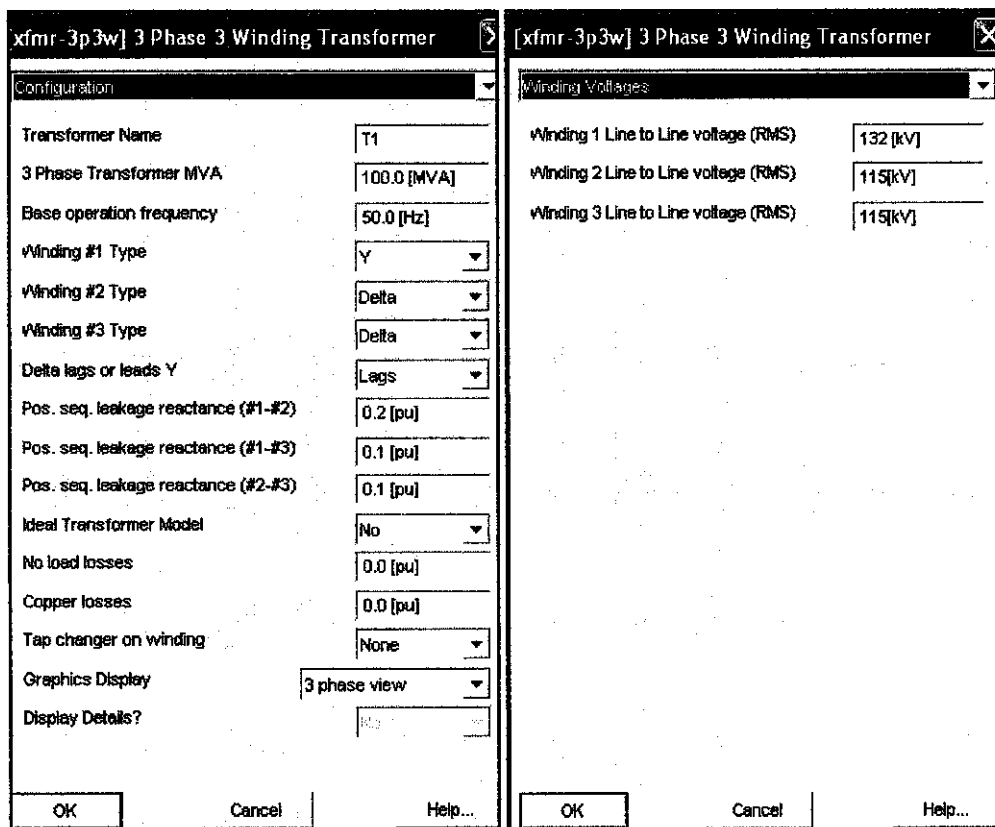 [xfmr-3p3w] 3 Phase 3 Winding Transformer
Configuration
Transformer Name T1
3 Phase Transformer MVA 100.0 [MVA]
Base operation frequency 50.0 [Hz]
Winding #1 Type Y
Winding #2 Type Delta
Winding #3 Type Delta
Delta lags or leads Y Lags
Pos. seq. leakage reactance (#1-#2) 0.2 [pu]
Pos. seq. leakage reactance (#1-#3) 0.1 [pu]
Pos. seq. leakage reactance (#2-#3) 0.1 [pu]
Ideal Transformer Model No
No load losses 0.0 [pu]
Copper losses 0.0 [pu]
Tap changer on winding None
Graphics Display 3 phase view
Display Details?
OK Cancel Help...
[xfmr-3p3w] 3 Phase 3 Winding Transformer
Winding Voltages
Winding 1 Line to Line voltage (RMS) 132 [kV]
Winding 2 Line to Line voltage (RMS) 115[kV]
Winding 3 Line to Line voltage (RMS) 115[kV]
OK Cancel Help...